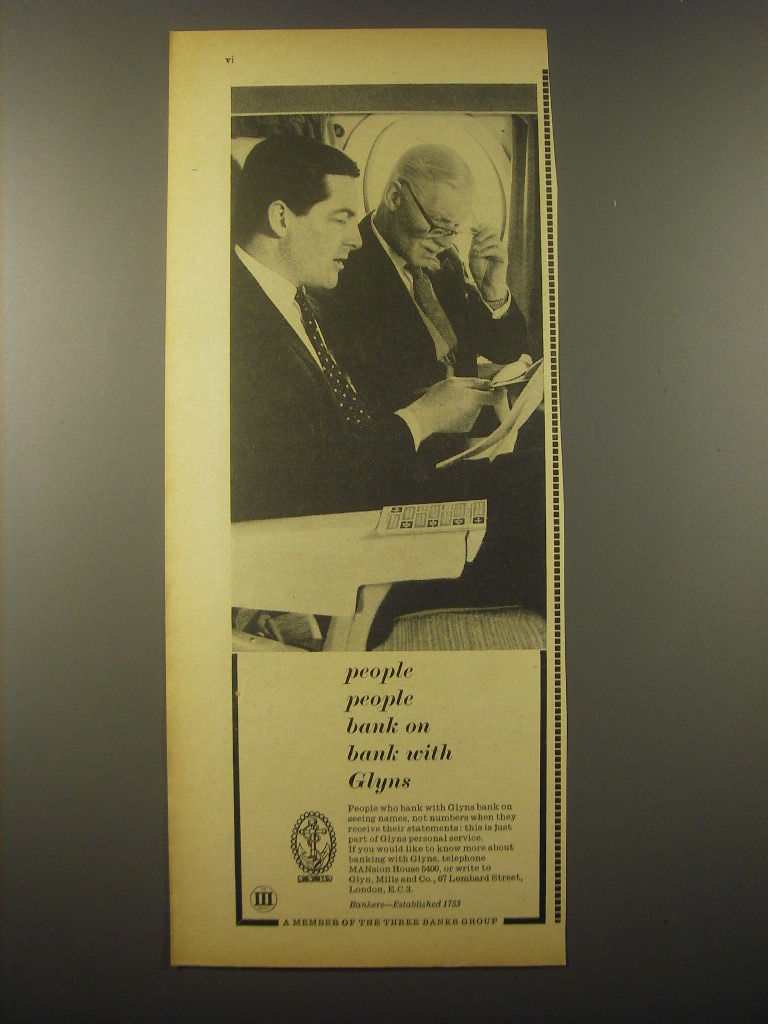 vi
people
people
bank on
bank with
Glyns
People who bank with Glyns bank on
seeing names, not numbers when they
receive their statements: this is just
part of Glyns personal service.
If you would like to know more about
banking with Glyns, telephone
MANsion House 5400, or write to
Glyn, Mills and Co., 67 Lombard Street,
London, E.C.3.
Bankers—Established 1753
III
A MEMBER OF THE THREE BANKS GROUP